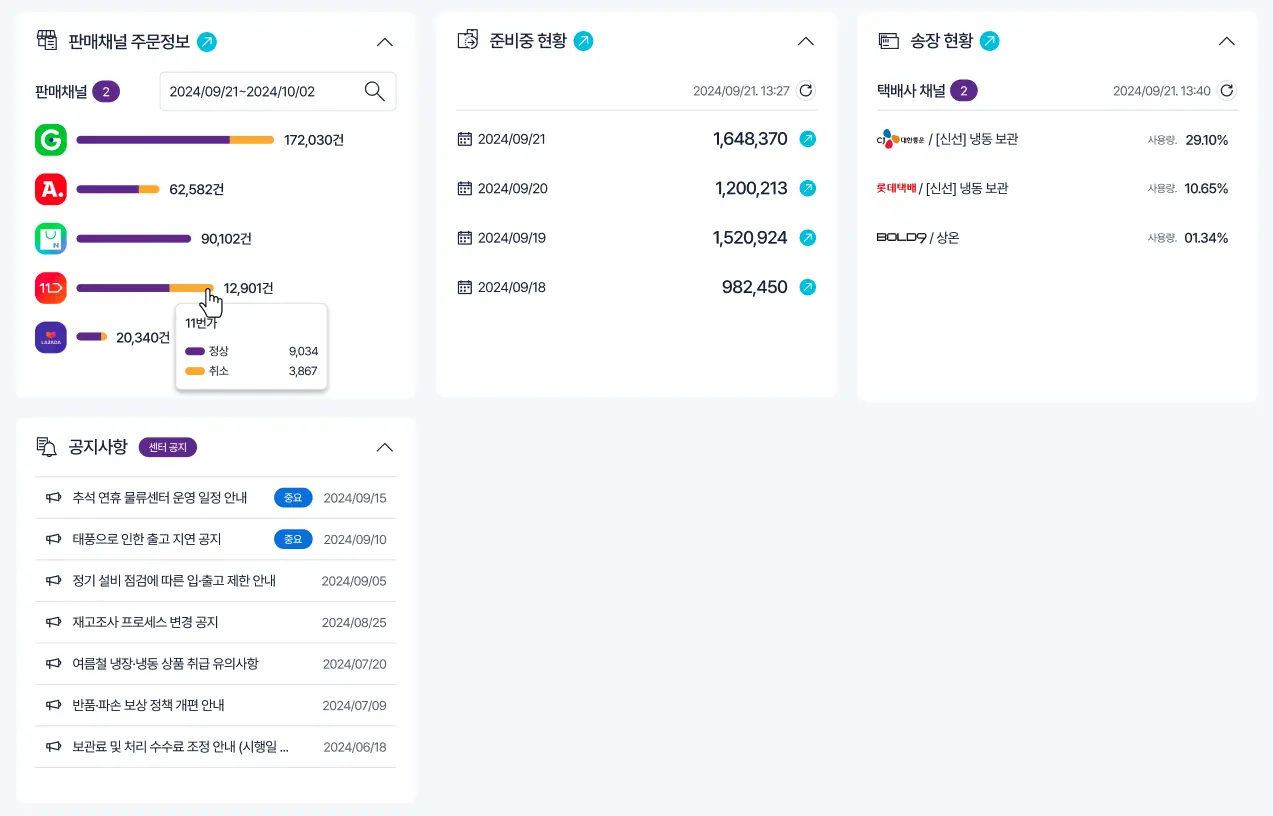 판매채널 주문정보
판매채널 2
2024/09/21~2024/10/02
G
172,030건
A.
62,582건
N
90,102건
11
12,901건
LAZADA
20,340건
11번가
정상 9,034
취소 3,867
준비중 현황
2024/09/21. 13:27
2024/09/21 1,648,370
2024/09/20 1,200,213
2024/09/19 1,520,924
2024/09/18 982,450
송장 현황
택배사 채널 2
2024/09/21. 13:40
CJ 대한통운 / [신선] 냉동 보관 사용량. 29.10%
롯데택배 / [신선] 냉동 보관 사용량. 10.65%
BOLD9 / 상온 사용량. 01.34%
공지사항 센터 공지
추석 연휴 물류센터 운영 일정 안내 중요 2024/09/15
태풍으로 인한 출고 지연 공지 중요 2024/09/10
정기 설비 점검에 따른 입·출고 제한 안내 2024/09/05
재고조사 프로세스 변경 공지 2024/08/25
여름철 냉장·냉동 상품 취급 유의사항 2024/07/20
반품·파손 보상 정책 개편 안내 2024/07/09
보관료 및 처리 수수료 조정 안내 (시행일 ... 2024/06/18